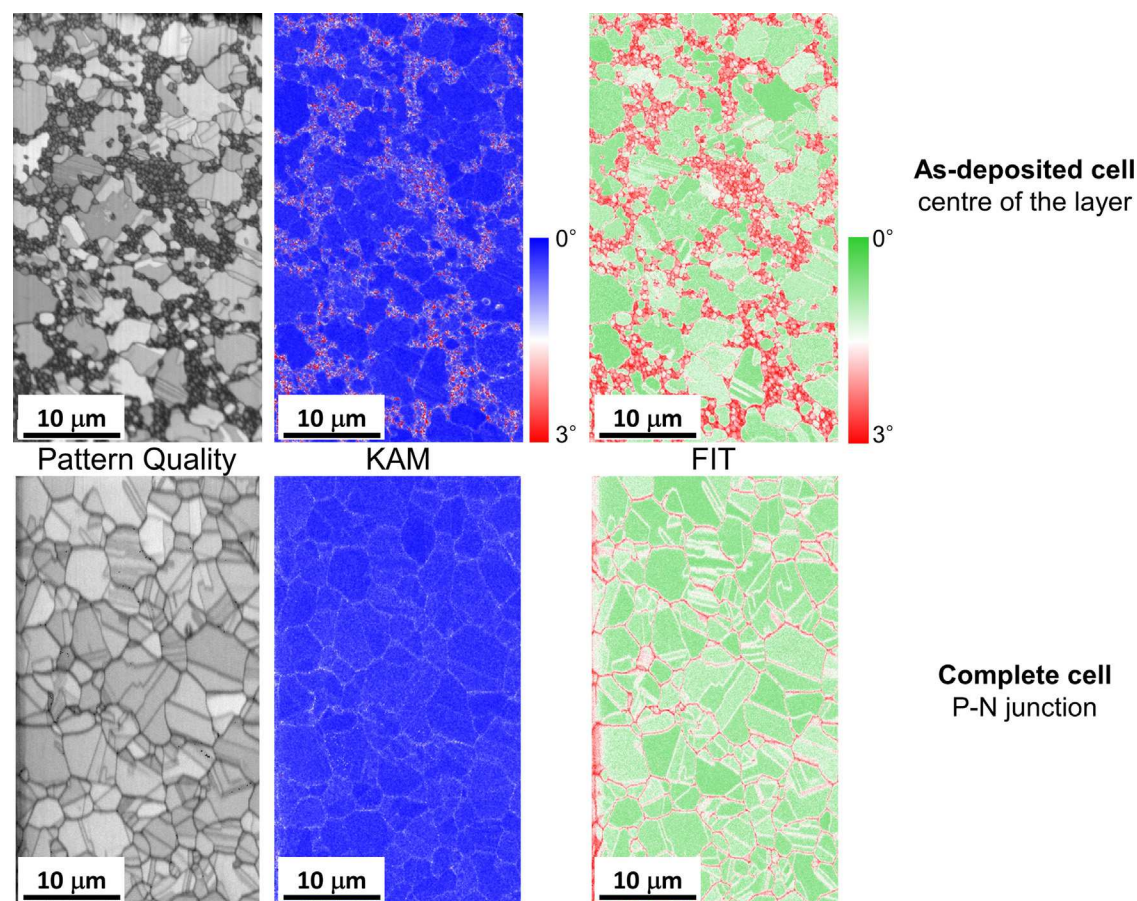 As-deposited cell
centre of the layer
0°
3°
0°
3°
10 μm
10 μm
10 μm
Pattern Quality
KAM
FIT
Complete cell
P-N junction
10 μm
10 μm
10 μm